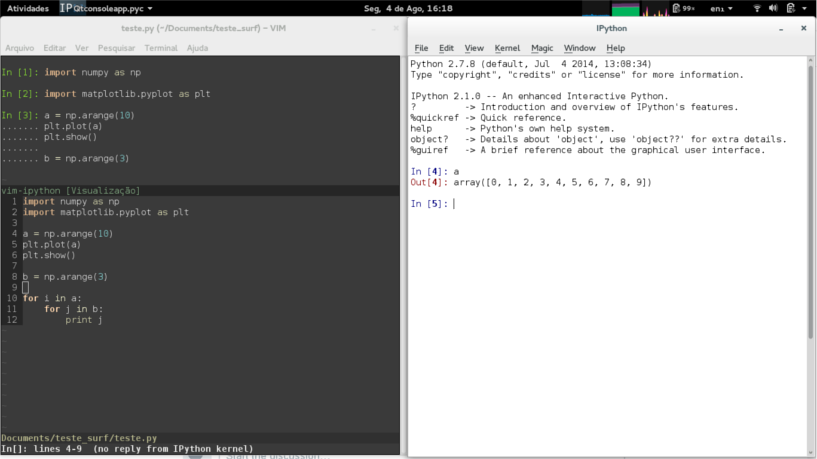 Atividades IP Qtconsoleapp.pyc Seg, 4 de Ago, 16:18 99% en₁
teste.py (~/Documents/teste_surf) - VIM
Arquivo Editar Ver Pesquisar Terminal Ajuda
In [1]: import numpy as np
In [2]: import matplotlib.pyplot as plt
In [3]: a = np.arange(10)
....... plt.plot(a)
....... plt.show()
.......
....... b = np.arange(3)
vim-ipython [Visualização]
1 import numpy as np
2 import matplotlib.pyplot as plt
3
4 a = np.arange(10)
5 plt.plot(a)
6 plt.show()
7
8 b = np.arange(3)
9
10 for i in a:
11     for j in b:
12         print j
Documents/teste_surf/teste.py
In[]: lines 4-9 (no reply from IPython kernel)
IPython
File Edit View Kernel Magic Window Help
Python 2.7.8 (default, Jul  4 2014, 13:08:34)
Type "copyright", "credits" or "license" for more information.
IPython 2.1.0 -- An enhanced Interactive Python.
?         -> Introduction and overview of IPython's features.
%quickref -> Quick reference.
help      -> Python's own help system.
object?   -> Details about 'object', use 'object??' for extra details.
%guiref   -> A brief reference about the graphical user interface.
In [4]: a
Out[4]: array([0, 1, 2, 3, 4, 5, 6, 7, 8, 9])
In [5]: